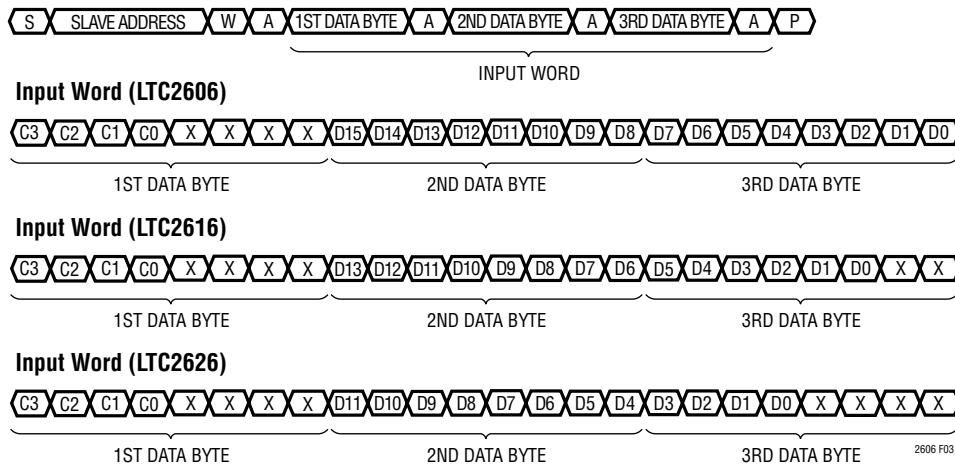 S SLAVE ADDRESS W A 1ST DATA BYTE A 2ND DATA BYTE A 3RD DATA BYTE A P
INPUT WORD
Input Word (LTC2606)
C3 C2 C1 C0 X X X X D15 D14 D13 D12 D11 D10 D9 D8 D7 D6 D5 D4 D3 D2 D1 D0
1ST DATA BYTE 2ND DATA BYTE 3RD DATA BYTE
Input Word (LTC2616)
C3 C2 C1 C0 X X X X D13 D12 D11 D10 D9 D8 D7 D6 D5 D4 D3 D2 D1 D0 X X
1ST DATA BYTE 2ND DATA BYTE 3RD DATA BYTE
Input Word (LTC2626)
C3 C2 C1 C0 X X X X D11 D10 D9 D8 D7 D6 D5 D4 D3 D2 D1 D0 X X X X
1ST DATA BYTE 2ND DATA BYTE 3RD DATA BYTE 2606 F03